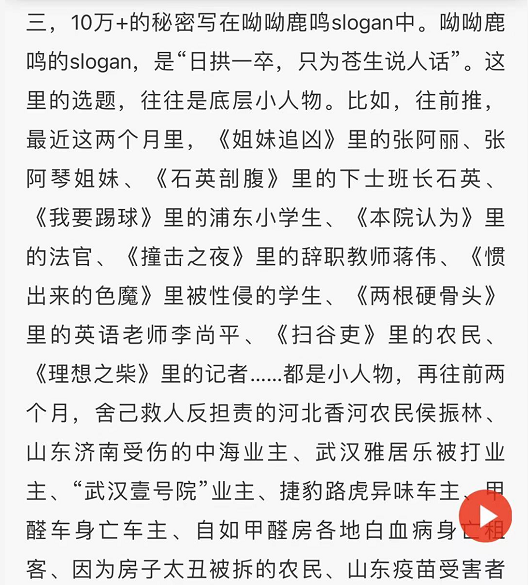 三，10万+的秘密写在呦呦鹿鸣slogan中。呦呦鹿
鸣的slogan，是“日拱一卒，只为苍生说人话”。这
里的选题，往往是底层小人物。比如，往前推，
最近这两个月里，《姐妹追凶》里的张阿丽、张
阿琴姐妹、《石英剖腹》里的下士班长石英、
《我要踢球》里的浦东小学生、《本院认为》里
的法官、《撞击之夜》里的辞职教师蒋伟、《惯
出来的色魔》里被性侵的学生、《两根硬骨头》
里的英语老师李尚平、《扫谷吏》里的农民、
《理想之柴》里的记者……都是小人物，再往前两
个月，舍己救人反担责的河北香河农民侯振林、
山东济南受伤的中海业主、武汉雅居乐被打业
主、“武汉壹号院”业主、捷豹路虎异味车主、甲
醛车身亡车主、自如甲醛房各地白血病身亡租
客、因为房子太丑被拆的农民、山东疫苗受害者